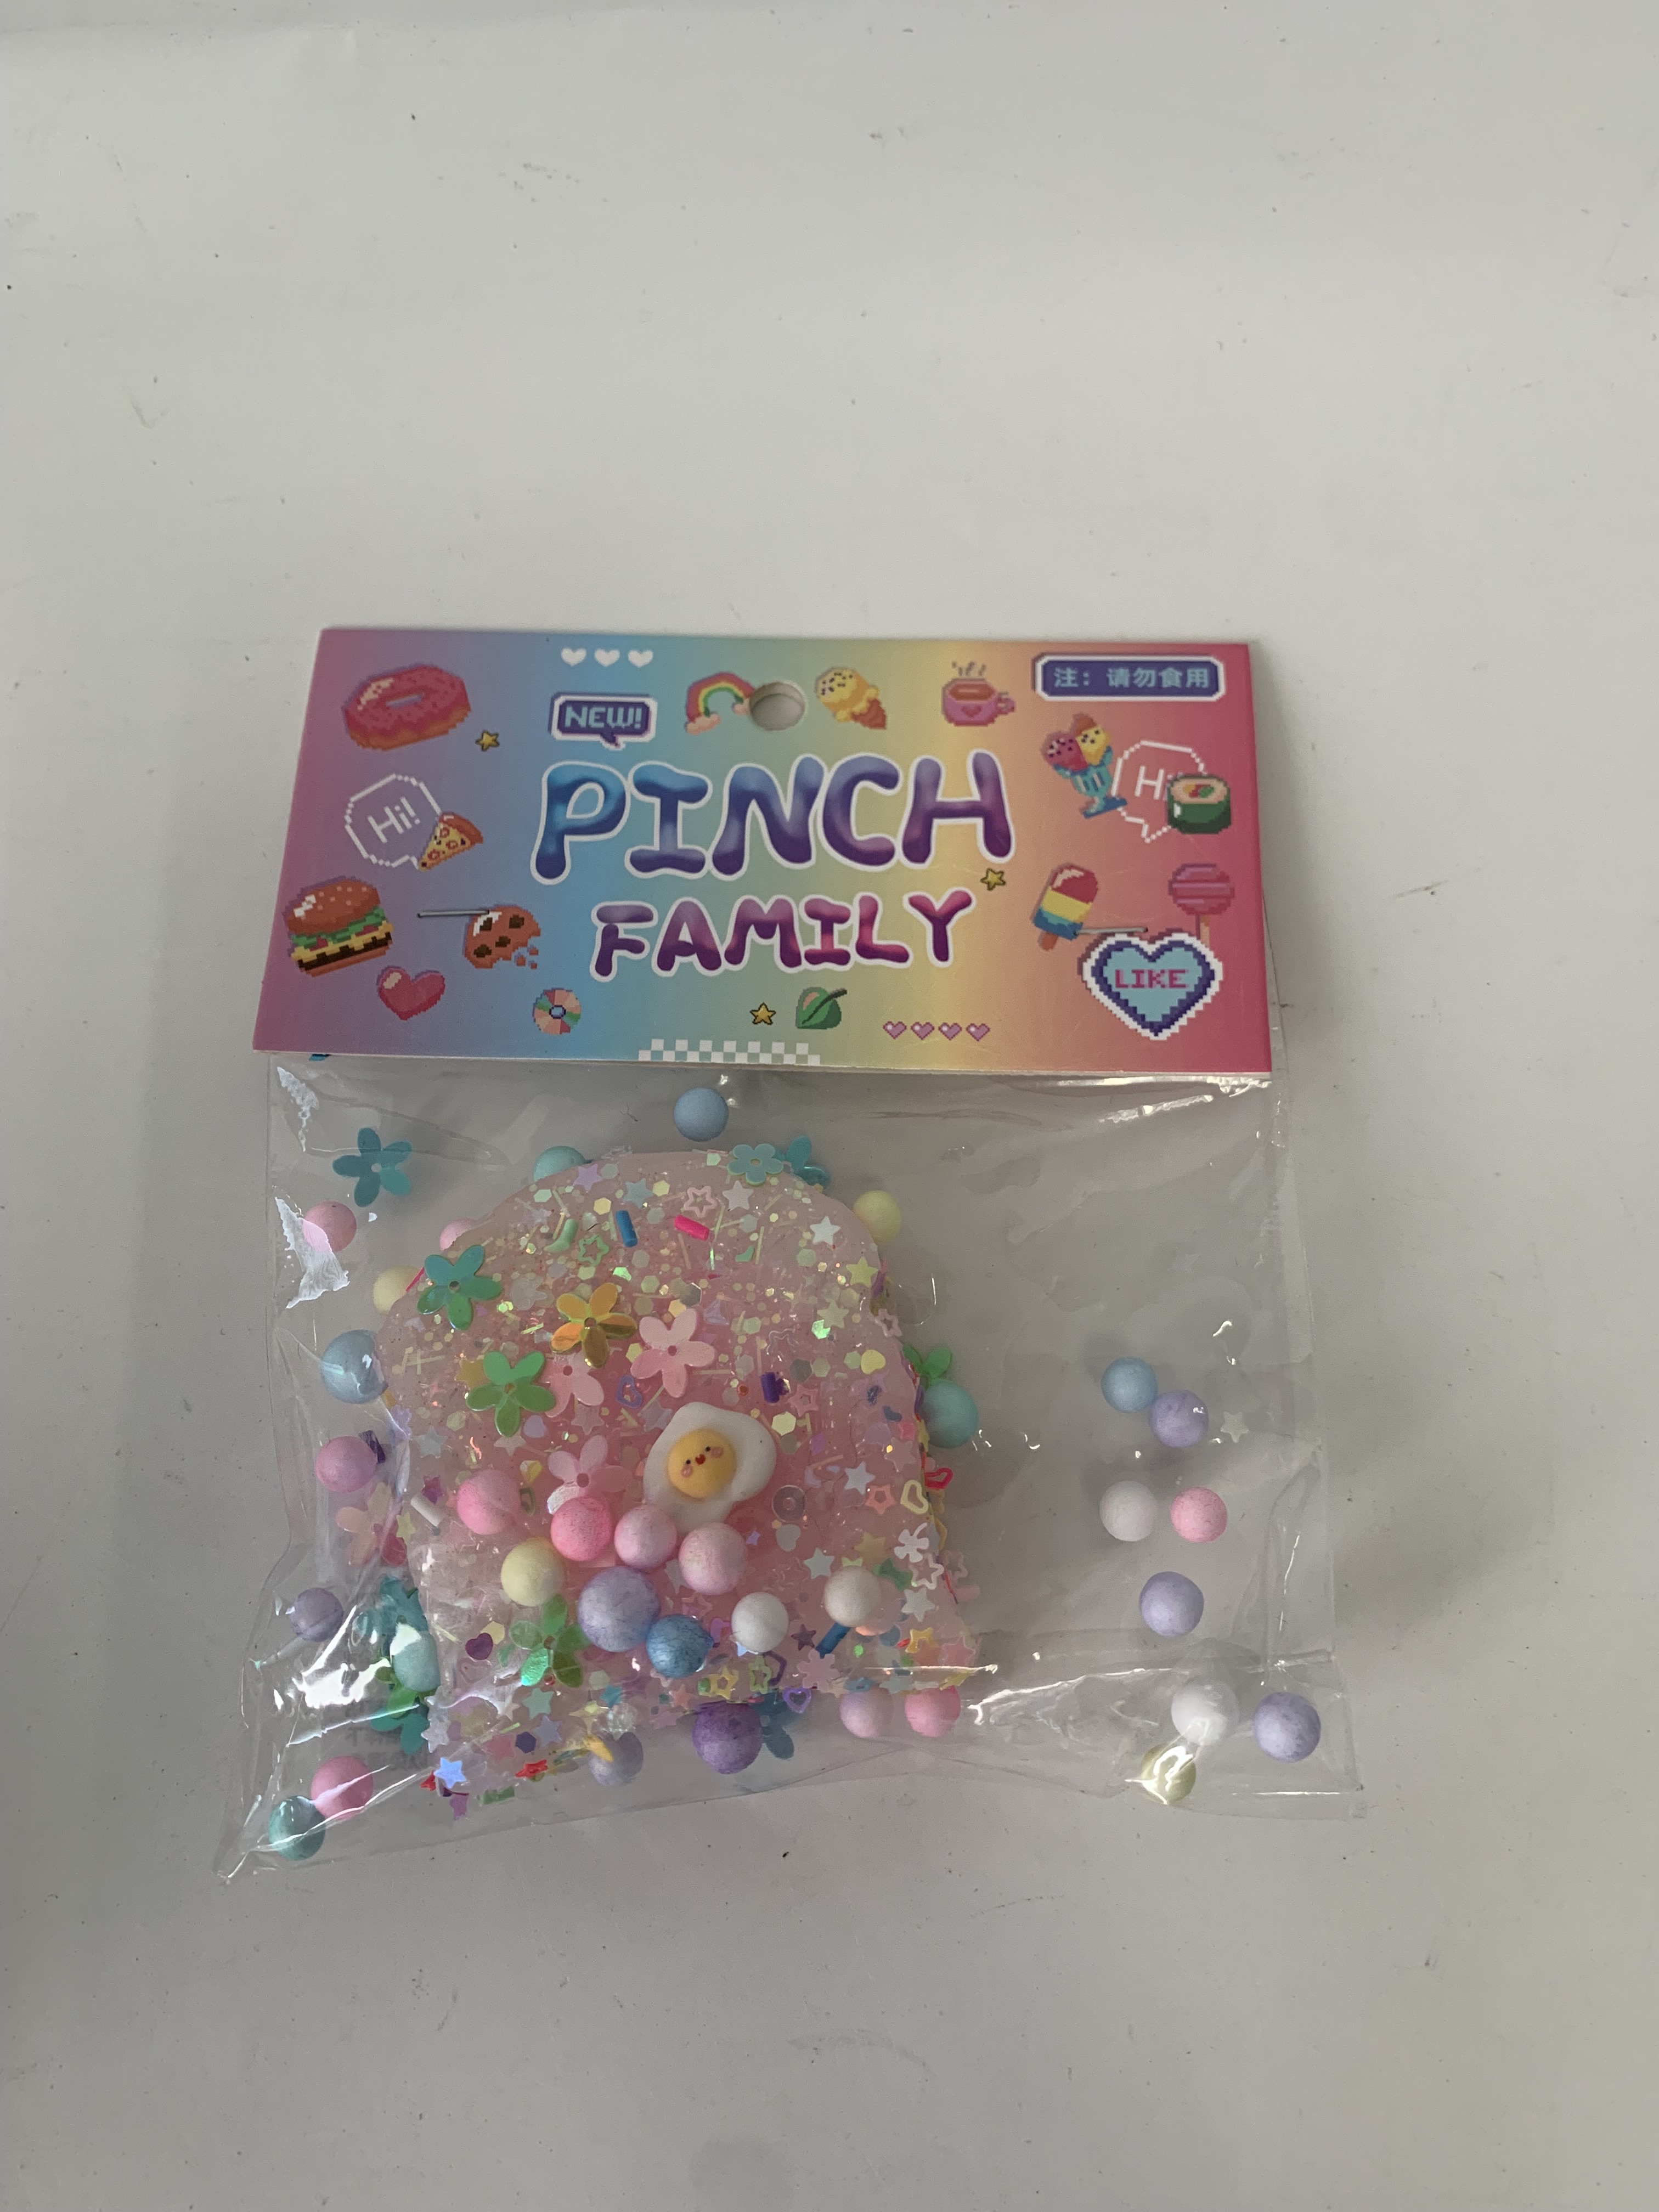 注：请勿食用
NEW!
PINCH
FAMILY
Hi!
Hi
LIKE